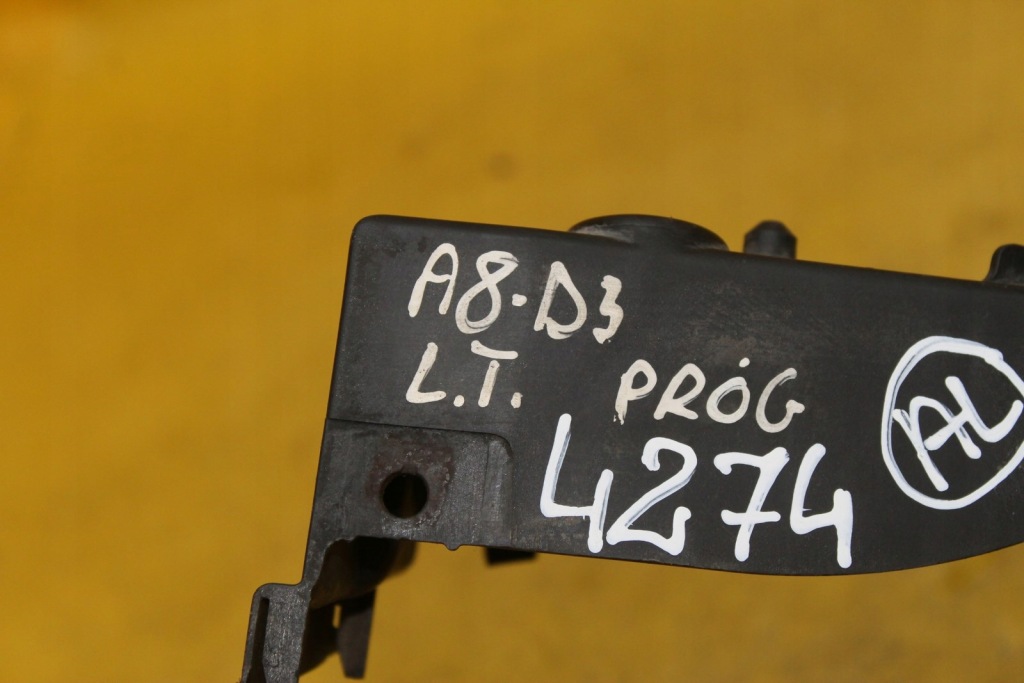 A8-D3
L.T. PRÓG
4274
AL